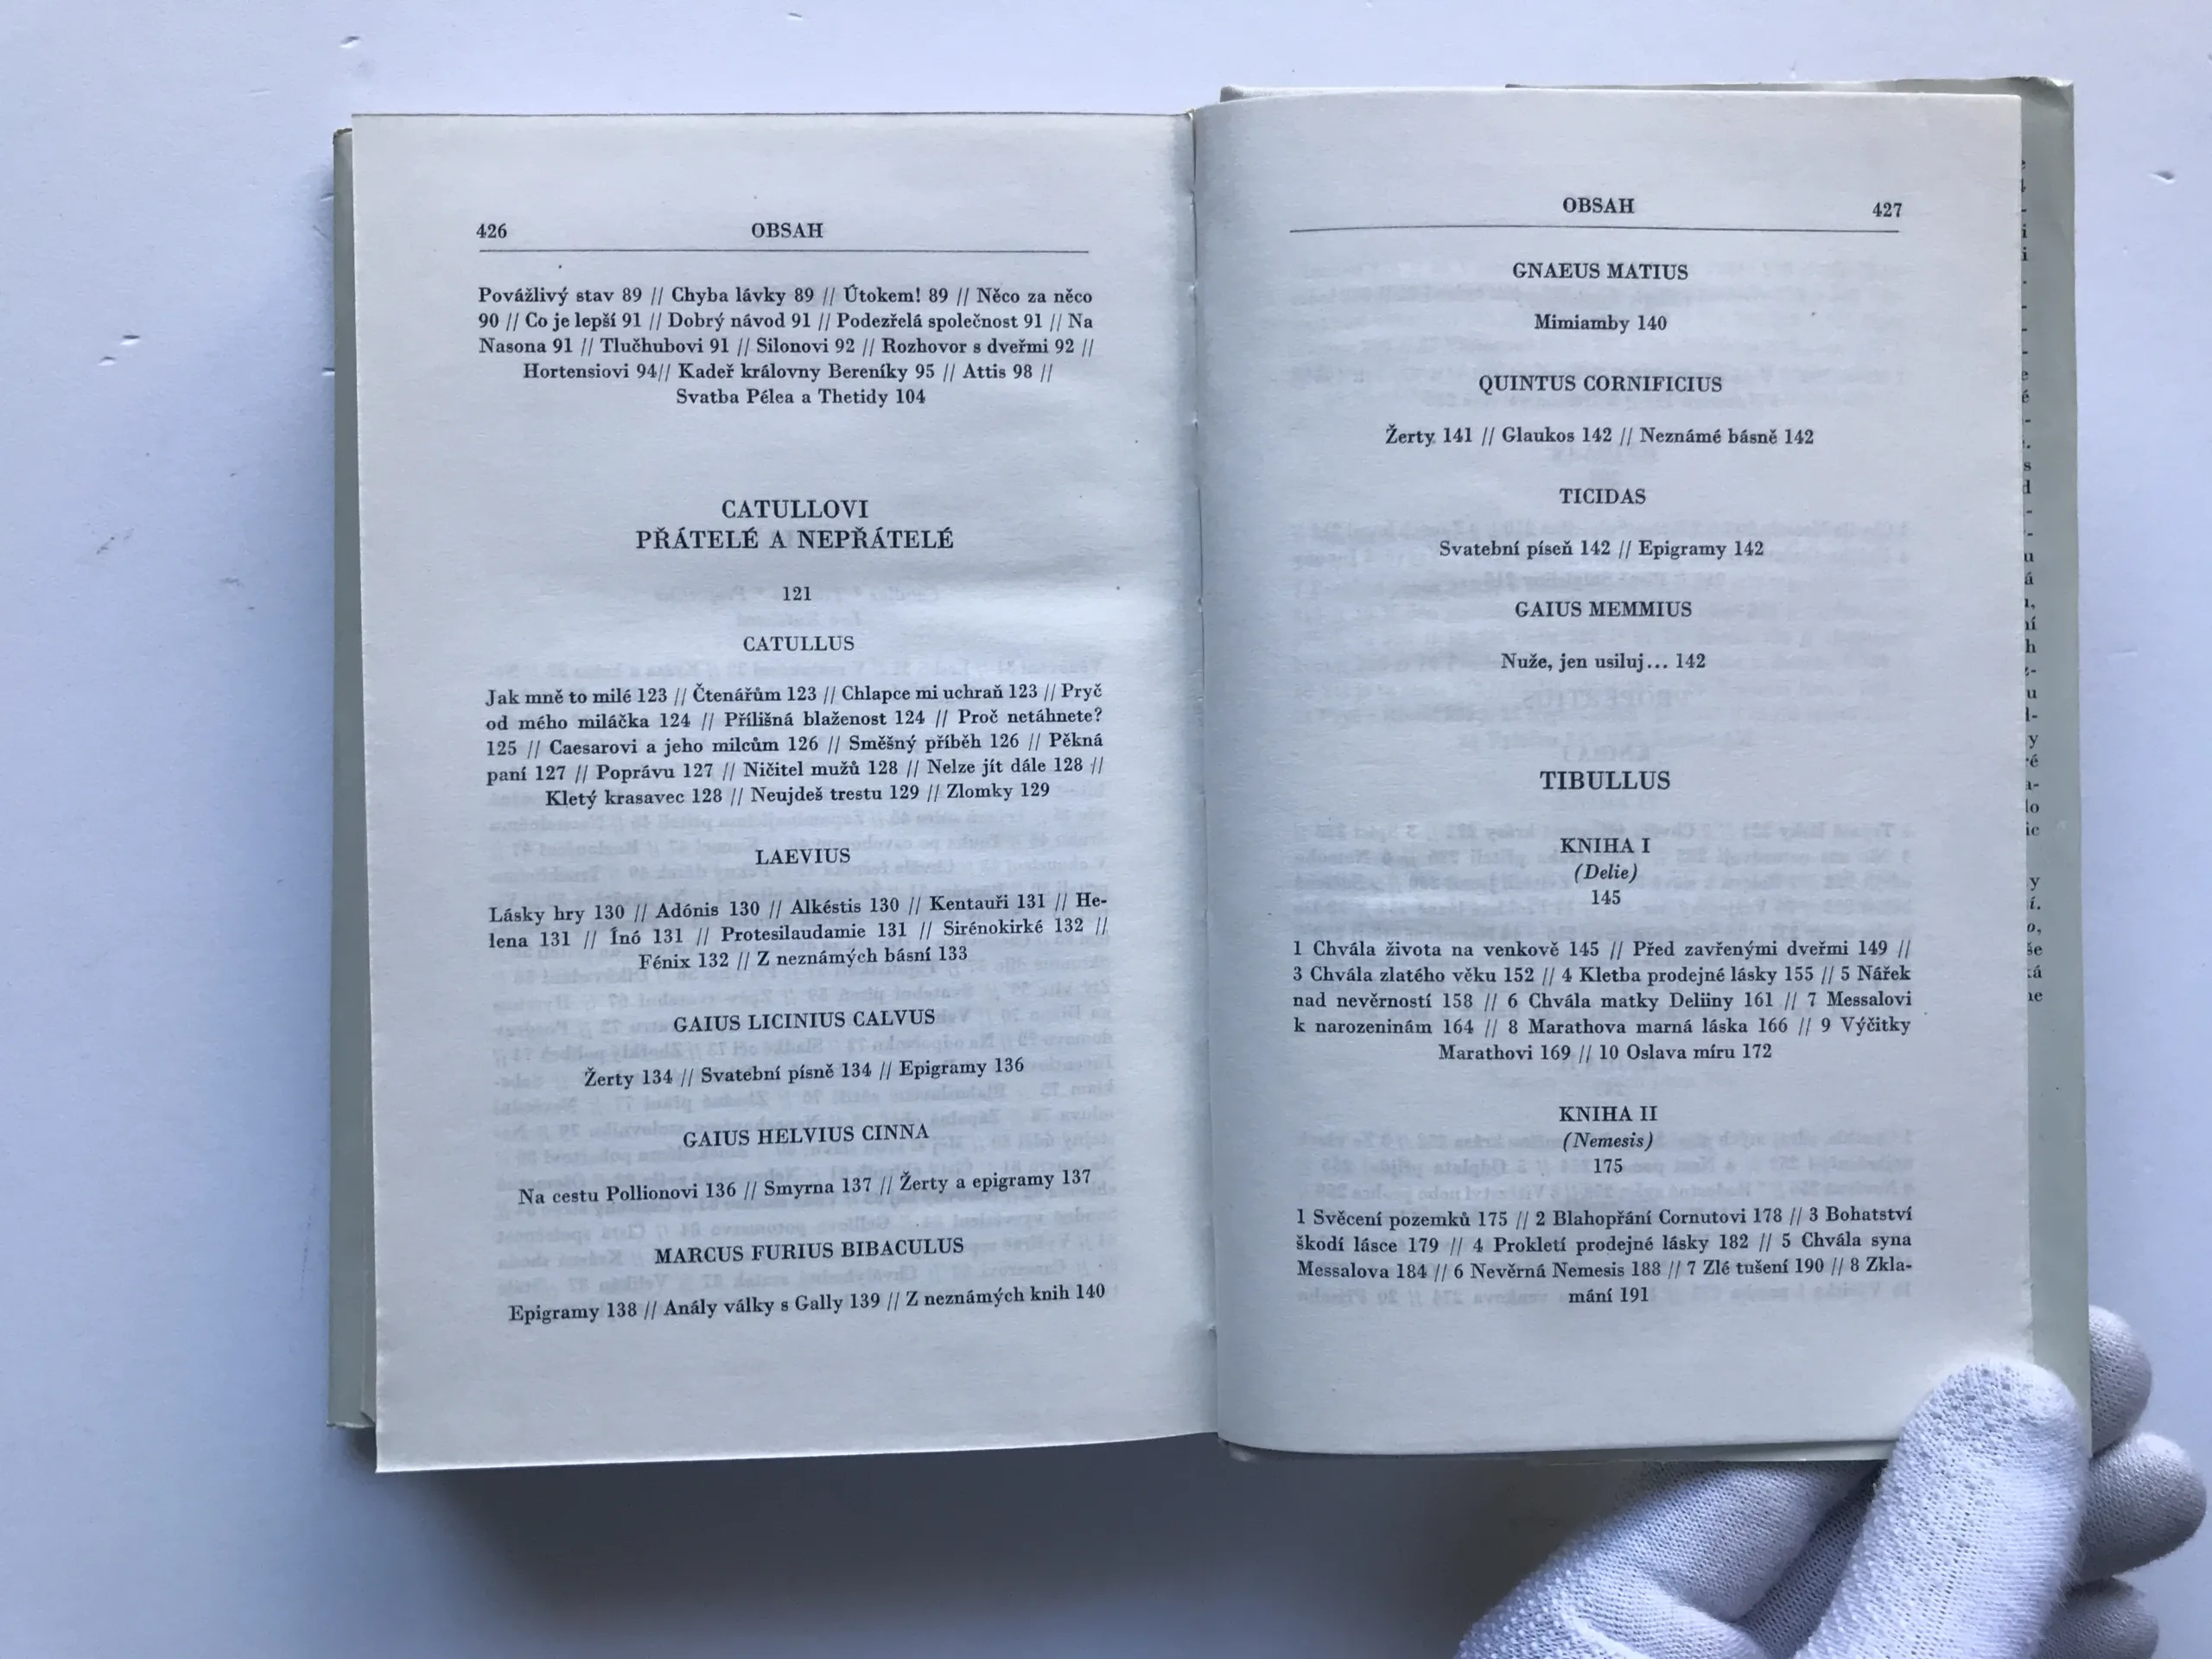 426 OBSAH
Povážlivý stav 89 // Chyba lávky 89 // Útokem! 89 // Něco za něco
90 // Co je lepší 91 // Dobrý návod 91 // Podezřelá společnost 91 // Na
Nasona 91 // Tlučhubovi 91 // Silonovi 92 // Rozhovor s dveřmi 92 //
Hortensiovi 94// Kadeř královny Bereníky 95 // Attis 98 //
Svatba Pélea a Thetidy 104
CATULLOVI
PŘÁTELÉ A NEPŘÁTELÉ
121
CATULLUS
Jak mně to milé 123 // Čtenářům 123 // Chlapce mi uchraň 123 // Pryč
od mého miláčka 124 // Přílišná blaženost 124 // Proč netáhnete?
125 // Caesarovi a jeho milcům 126 // Směšný příběh 126 // Pěkná
paní 127 // Poprávu 127 // Ničitel mužů 128 // Nelze jít dále 128 //
Kletý krasavec 128 // Neujdeš trestu 129 // Zlomky 129
LAEVIUS
Lásky hry 130 // Adónis 130 // Alkéstis 130 // Kentauři 131 // He-
lena 131 // Ínó 131 // Protesilaudamie 131 // Sirénokirké 132 //
Fénix 132 // Z neznámých básní 133
GAIUS LICINIUS CALVUS
Žerty 134 // Svatební písně 134 // Epigramy 136
GAIUS HELVIUS CINNA
Na cestu Pollionovi 136 // Smyrna 137 // Žerty a epigramy 137
MARCUS FURIUS BIBACULUS
Epigramy 138 // Anály války s Gally 139 // Z neznámých knih 140
OBSAH 427
GNAEUS MATIUS
Mimiamby 140
QUINTUS CORNIFICIUS
Žerty 141 // Glaukos 142 // Neznámé básně 142
TICIDAS
Svatební píseň 142 // Epigramy 142
GAIUS MEMMIUS
Nuže, jen usiluj... 142
TIBULLUS
KNIHA I
(Delie)
145
1 Chvála života na venkově 145 // Před zavřenými dveřmi 149 //
3 Chvála zlatého věku 152 // 4 Kletba prodejné lásky 155 // 5 Nářek
nad nevěrností 158 // 6 Chvála matky Deliiny 161 // 7 Messalovi
k narozeninám 164 // 8 Marathova marná láska 166 // 9 Výčitky
Marathovi 169 // 10 Oslava míru 172
KNIHA II
(Nemesis)
175
1 Svěcení pozemků 175 // 2 Blahopřání Cornutovi 178 // 3 Bohatství
škodí lásce 179 // 4 Prokletí prodejné lásky 182 // 5 Chvála syna
Messalova 184 // 6 Nevěrná Nemesis 188 // 7 Zlé tušení 190 // 8 Zkla-
mání 191